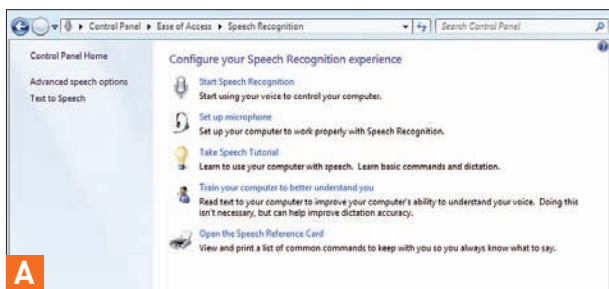 Control Panel ▸ Ease of Access ▸ Speech Recognition
Search Control Panel
Control Panel Home
Advanced speech options
Text to Speech
Configure your Speech Recognition experience
Start Speech Recognition
Start using your voice to control your computer.
Set up microphone
Set up your computer to work properly with Speech Recognition.
Take Speech Tutorial
Learn to use your computer with speech. Learn basic commands and dictation.
Train your computer to better understand you
Read text to your computer to improve your computer's ability to understand your voice. Doing this
isn't necessary, but can help improve dictation accuracy.
Open the Speech Reference Card
View and print a list of common commands to keep with you so you always know what to say.
A